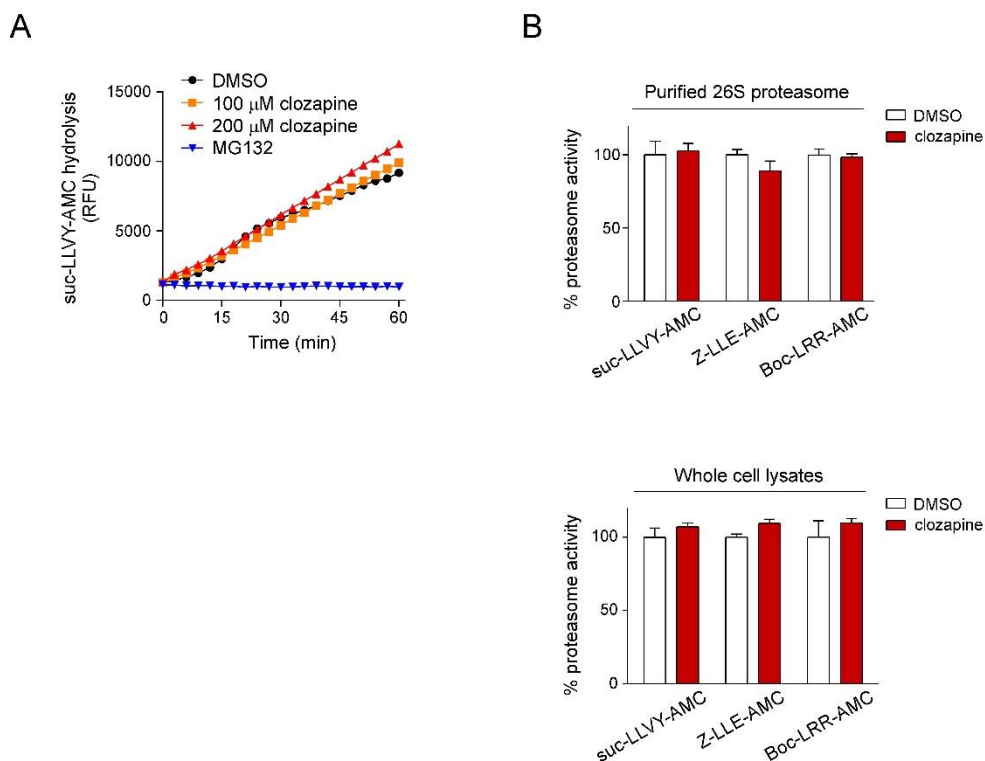 A
DMSO
100 μM clozapine
200 μM clozapine
MG132
suc-LLVY-AMC hydrolysis
(RFU)
15000
10000
5000
0
0 15 30 45 60
Time (min)
B
Purified 26S proteasome
DMSO
clozapine
% proteasome activity
100
50
0
suc-LLVY-AMC
Z-LLE-AMC
Boc-LRR-AMC
Whole cell lysates
DMSO
clozapine
% proteasome activity
100
50
0
suc-LLVY-AMC
Z-LLE-AMC
Boc-LRR-AMC